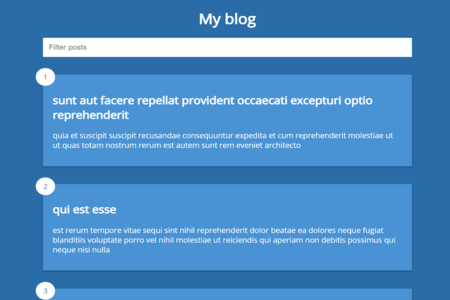 My blog
Filter posts
1
sunt aut facere repellat provident occaecati excepturi optio
reprehenderit
quia et suscipit suscipit recusandae consequuntur expedita et cum reprehenderit molestiae ut
ut quas totam nostrum rerum est autem sunt rem eveniet architecto
2
qui est esse
est rerum tempore vitae sequi sint nihil reprehenderit dolor beatae ea dolores neque fugiat
blanditiis voluptate porro vel nihil molestiae ut reiciendis qui aperiam non debitis possimus qui
neque nisi nulla
3